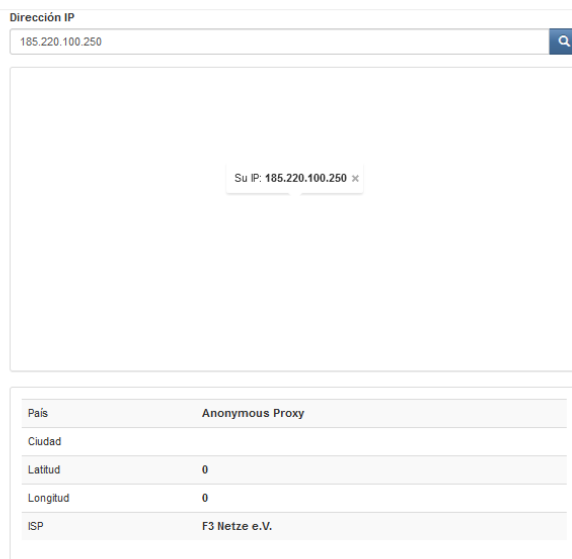 Dirección IP
185.220.100.250
Su IP: 185.220.100.250 ×
País Anonymous Proxy
Ciudad
Latitud 0
Longitud 0
ISP F3 Netze e.V.